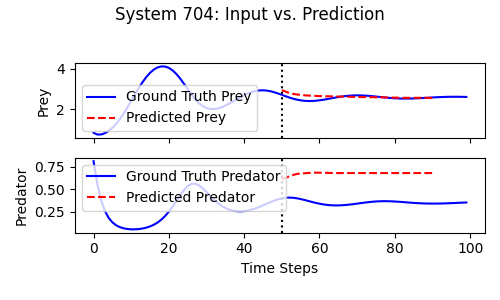 System 704: Input vs. Prediction
Prey
4
2
Ground Truth Prey
Predicted Prey
Predator
0.75
0.50
0.25
Ground Truth Predator
Predicted Predator
0 20 40 60 80 100
Time Steps